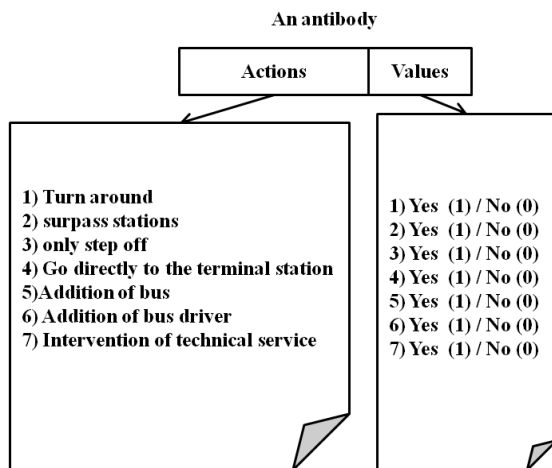 An antibody
Actions
Values
1) Turn around
2) surpass stations
3) only step off
4) Go directly to the terminal station
5)Addition of bus
6) Addition of bus driver
7) Intervention of technical service
1) Yes (1) / No (0)
2) Yes (1) / No (0)
3) Yes (1) / No (0)
4) Yes (1) / No (0)
5) Yes (1) / No (0)
6) Yes (1) / No (0)
7) Yes (1) / No (0)